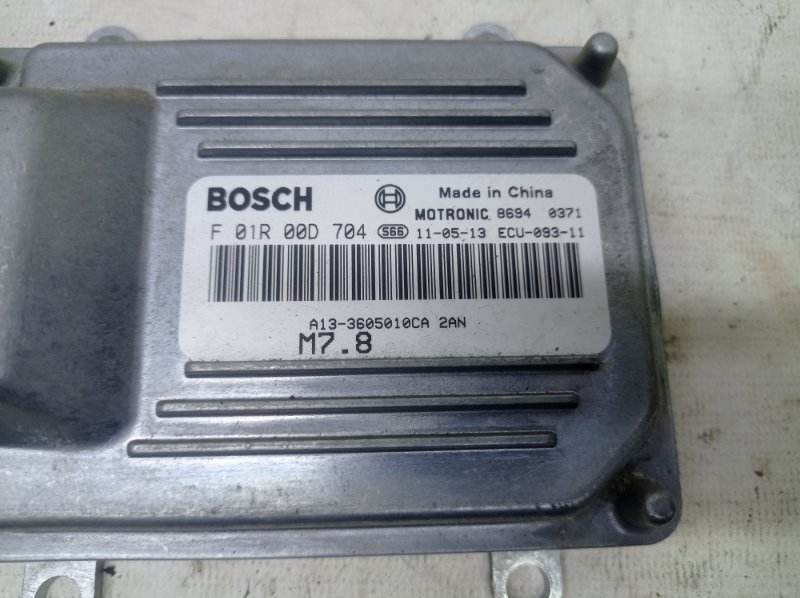 BOSCH Made in China
MOTRONIC, 8694 0371
F 01R 00D 704 S66 11-05-13 ECU-093-11
A13-3605010CA 2AN
M7.8